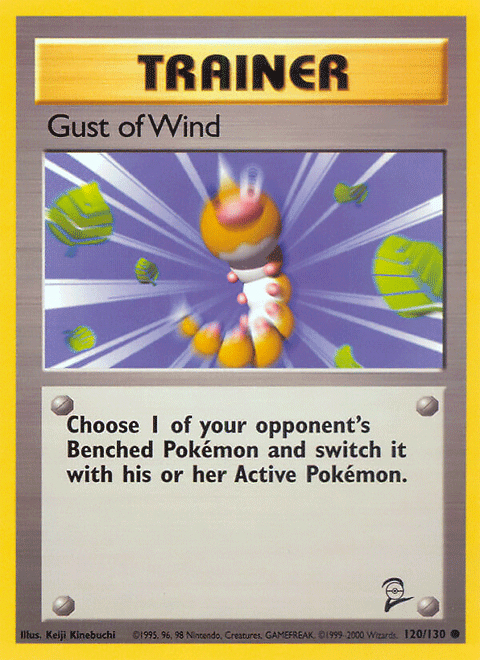 TRAINER
Gust of Wind
Choose 1 of your opponent's
Benched Pokémon and switch it
with his or her Active Pokémon.
Illus. Keiji Kinebuchi ©1995, 96, 98 Nintendo, Creatures, GAMEFREAK. ©1999-2000 Wizards. 120/130 ●